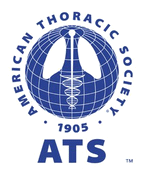 AMERICAN THORACIC SOCIETY
• 1905 •
ATS
™